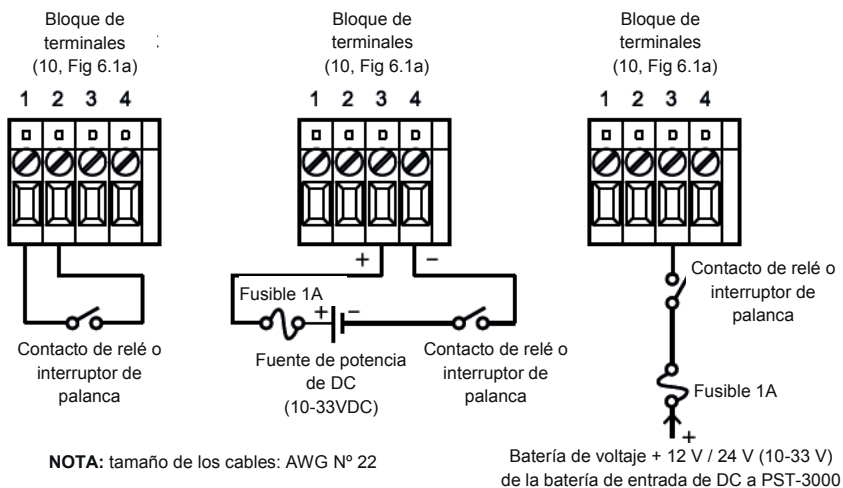 Bloque de
terminales
(10, Fig 6.1a)
1 2 3 4
Contacto de relé o
interruptor de
palanca
Bloque de
terminales
(10, Fig 6.1a)
1 2 3 4
+ −
Fusible 1A
+ −
Fuente de potencia
de DC
(10-33VDC)
Contacto de relé o
interruptor de
palanca
Bloque de
terminales
(10, Fig 6.1a)
1 2 3 4
Contacto de relé o
interruptor de
palanca
Fusible 1A
+
Batería de voltaje + 12 V / 24 V (10-33 V)
de la batería de entrada de DC a PST-3000
NOTA: tamaño de los cables: AWG Nº 22